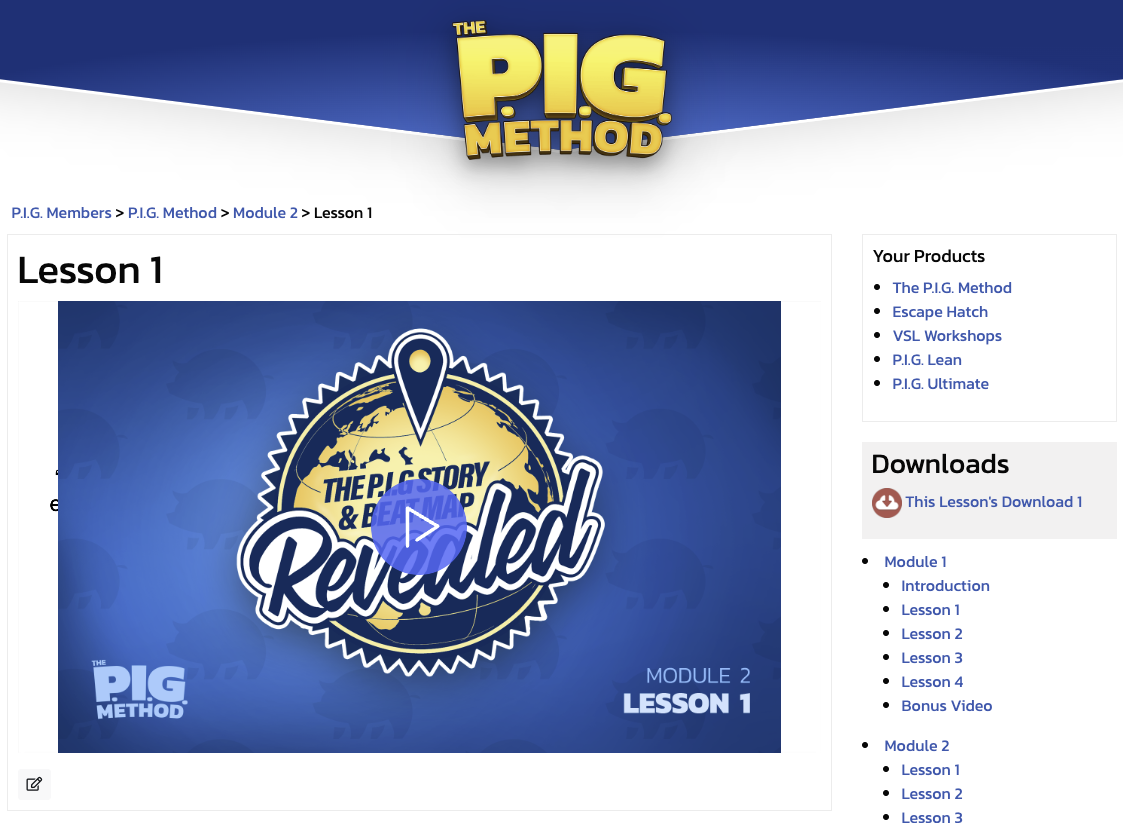 THE
P.I.G.
METHOD
P.I.G. Members > P.I.G. Method > Module 2 > Lesson 1
Lesson 1
THE P.I.G STORY
& BEAT MAP
Revealed
THE
P.I.G.
METHOD
MODULE 2
LESSON 1
Your Products
The P.I.G. Method
Escape Hatch
VSL Workshops
P.I.G. Lean
P.I.G. Ultimate
Downloads
This Lesson's Download 1
Module 1
Introduction
Lesson 1
Lesson 2
Lesson 3
Lesson 4
Bonus Video
Module 2
Lesson 1
Lesson 2
Lesson 3